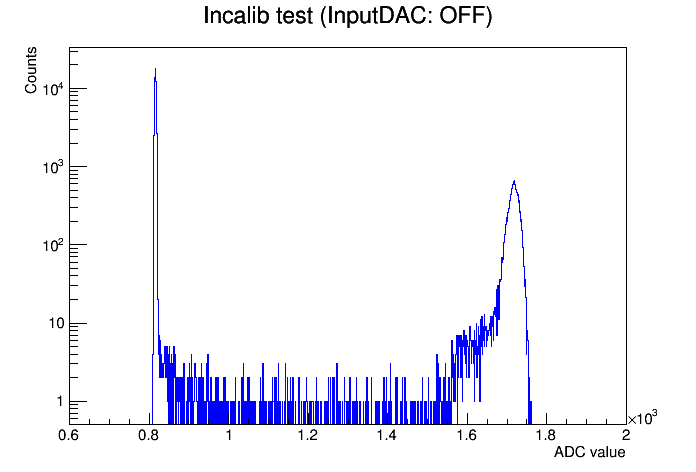 Incalib test (InputDAC: OFF)
Counts
10⁴
10³
10²
10
1
0.6 0.8 1 1.2 1.4 1.6 1.8 2
×10³
ADC value